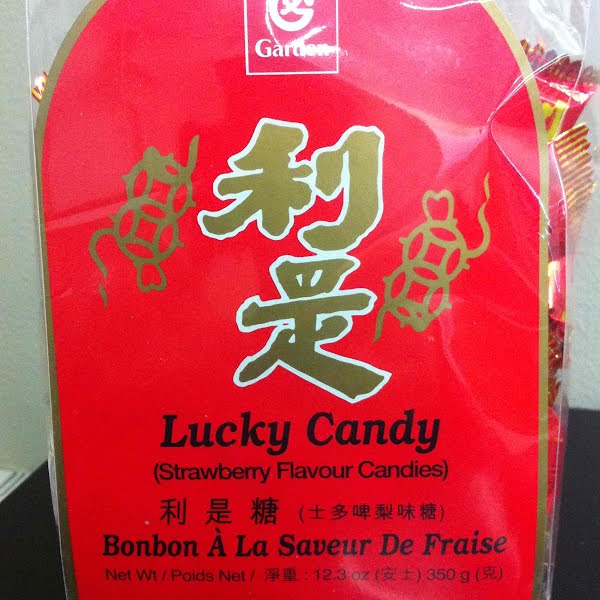 Garden
利
是
Lucky Candy
(Strawberry Flavour Candies)
利是糖 (士多啤梨味糖)
Bonbon À La Saveur De Fraise
Net Wt / Poids Net / 淨重 : 12.3 oz (安士) 350 g (克)